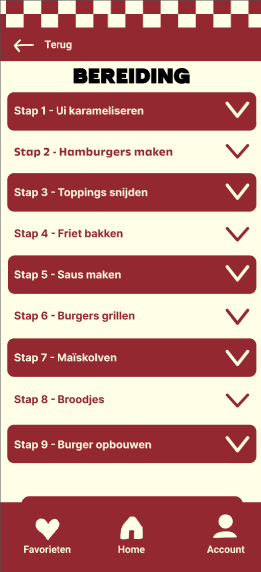 Terug
BEREIDING
Stap 1 - Ui karameliseren
Stap 2 - Hamburgers maken
Stap 3 - Toppings snijden
Stap 4 - Friet bakken
Stap 5 - Saus maken
Stap 6 - Burgers grillen
Stap 7 - Maïskolven
Stap 8 - Broodjes
Stap 9 - Burger opbouwen
Favorieten Home Account